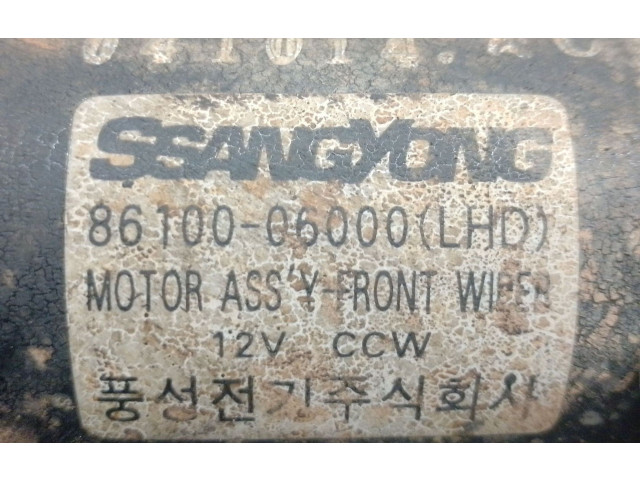 SSANGYONG
86100-06000(LHD)
MOTOR ASS'Y-FRONT WIPER
12V CCW
풍성전기주식회사